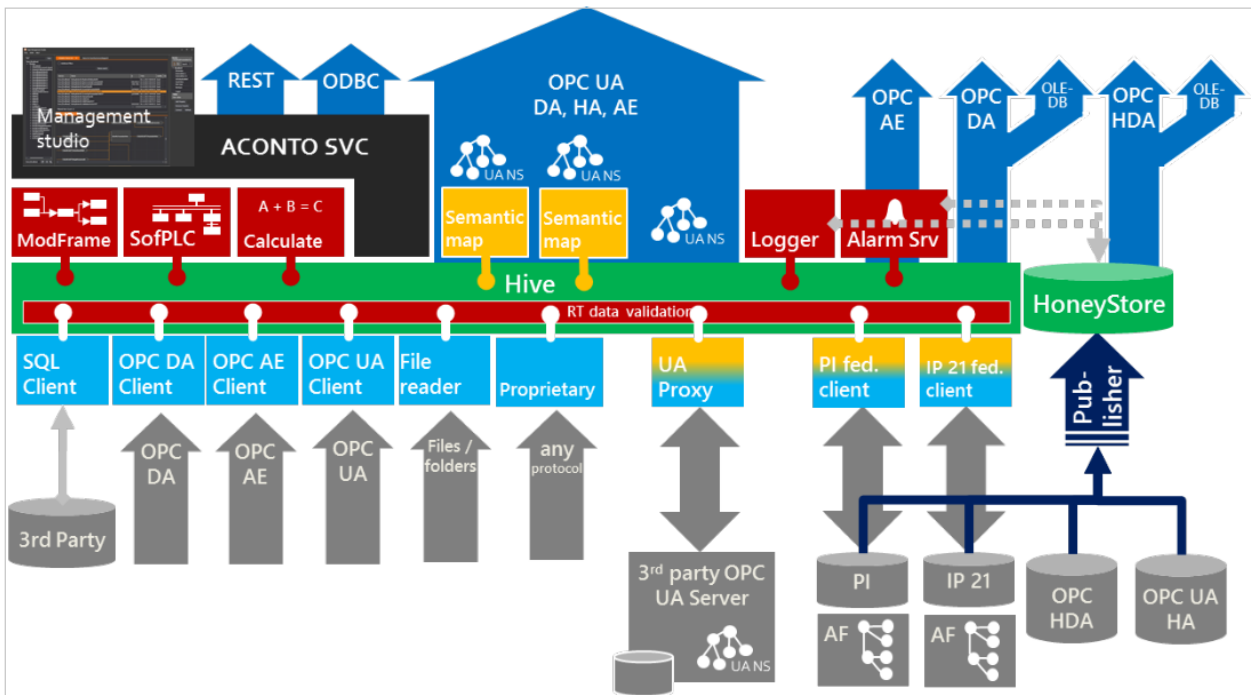 REST
ODBC
OPC UA
DA, HA, AE
OPC
AE
OPC
DA
OLE-
DB
OPC
HDA
OLE-
DB
Management
studio
ACONTO SVC
UA NS
UA NS
UA NS
ModFrame
SofPLC
A + B = C
Calculate
Semantic
map
Semantic
map
Logger
Alarm Srv
Hive
HoneyStore
RT data validation
SQL
Client
OPC DA
Client
OPC AE
Client
OPC UA
Client
File
reader
Proprietary
UA
Proxy
PI fed.
client
IP 21 fed.
client
Pub-
lisher
OPC
DA
OPC
AE
OPC
UA
Files /
folders
any
protocol
3rd Party
3rd party OPC
UA Server
UA NS
PI
IP 21
OPC
HDA
OPC UA
HA
AF
AF